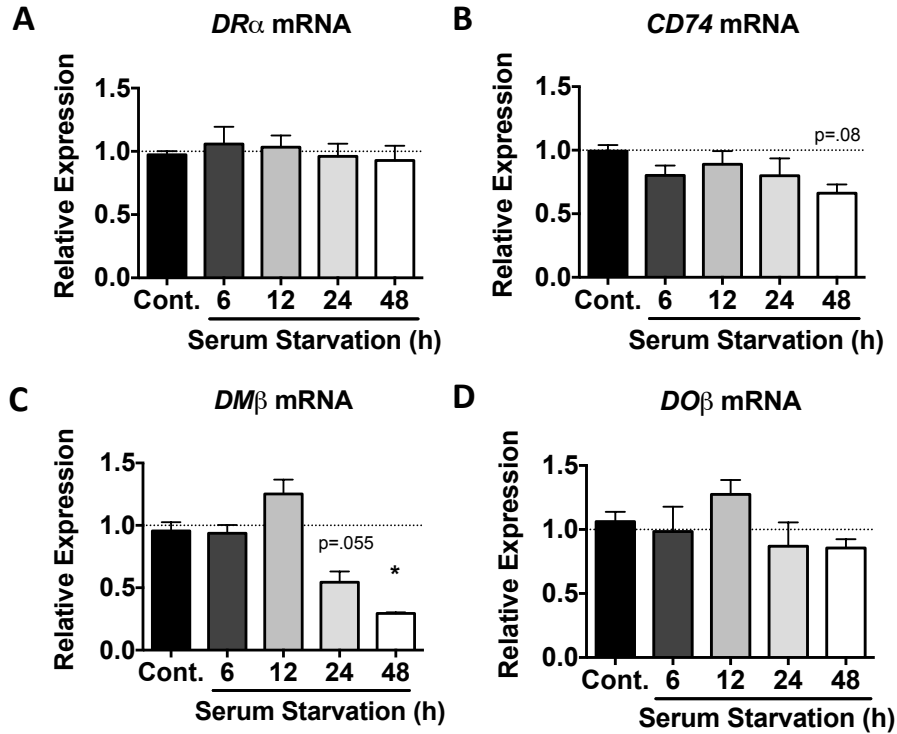 A
DRα mRNA
Relative Expression
1.5
1.0
0.5
0.0
Cont. 6 12 24 48
Serum Starvation (h)
B
CD74 mRNA
Relative Expression
1.5
1.0
0.5
0.0
p=.08
Cont. 6 12 24 48
Serum Starvation (h)
C
DMβ mRNA
Relative Expression
1.5
1.0
0.5
0.0
p=.055
*
Cont. 6 12 24 48
Serum Starvation (h)
D
DOβ mRNA
Relative Expression
1.5
1.0
0.5
0.0
Cont. 6 12 24 48
Serum Starvation (h)